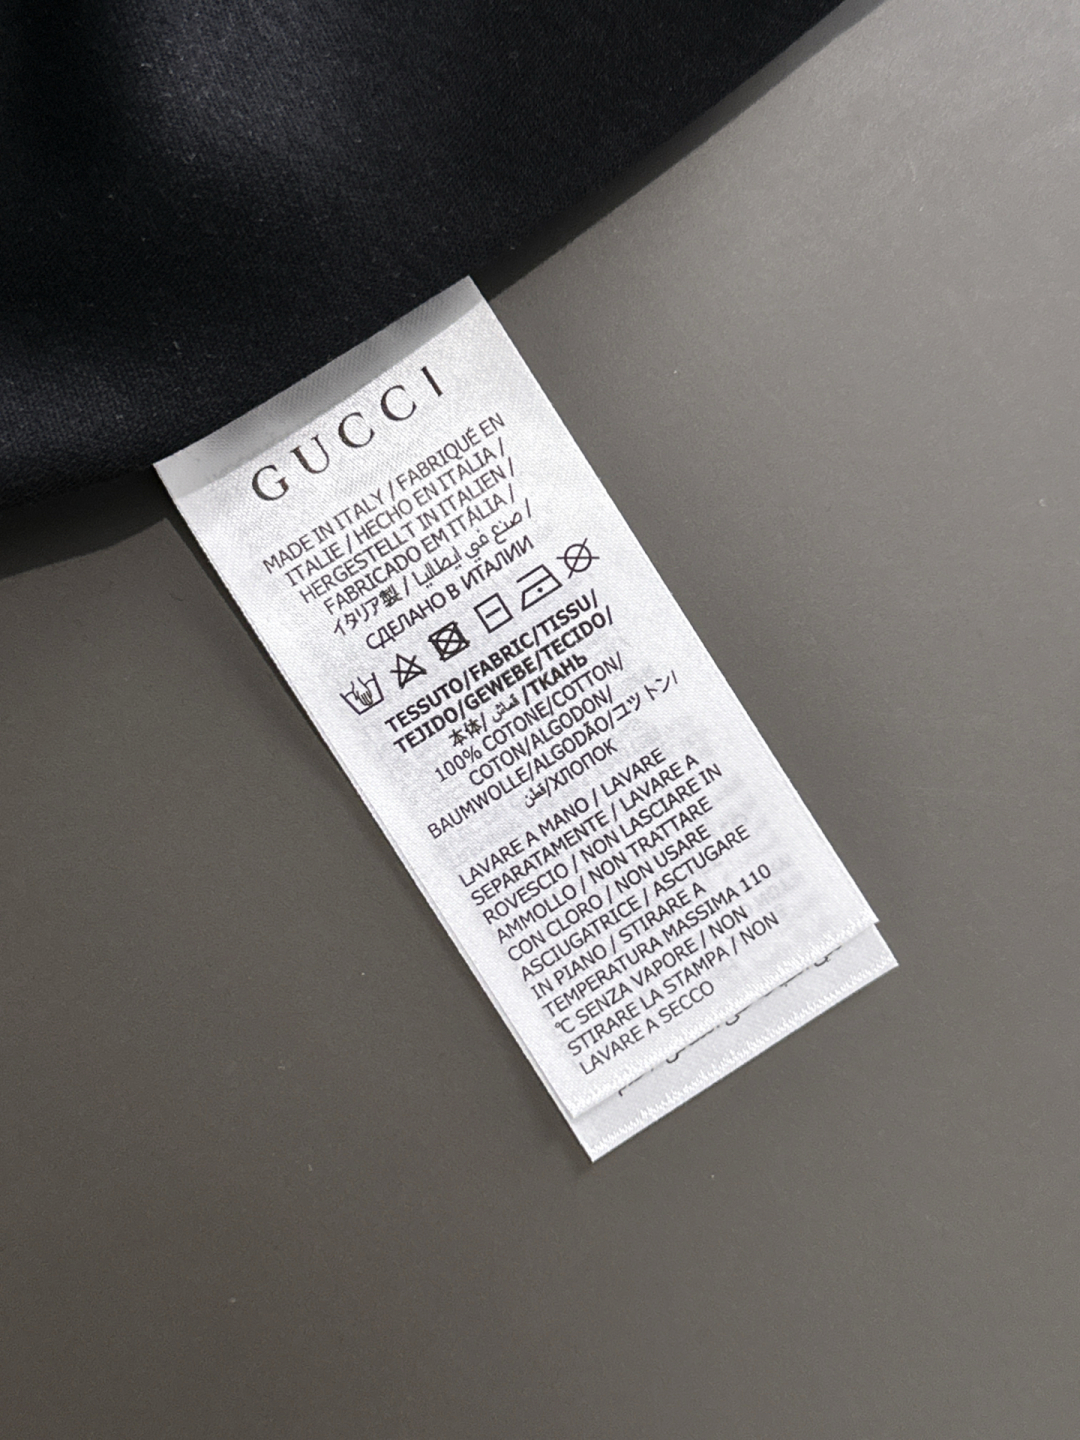 GUCCI
MADE IN ITALY / FABRIQUÉ EN
ITALIE / HECHO EN ITALIA /
HERGESTELLT IN ITALIEN /
FABRICADO EM ITÁLIA /
イタリア製 / صنع في إيطاليا /
СДЕЛАНО В ИТАЛИИ
TESSUTO/FABRIC/TISSU/
TEJIDO/GEWEBE/TECIDO/
本体/ قماش /ТКАНЬ
100% COTONE/COTTON/
COTON/ALGODON/
BAUMWOLLE/ALGODÃO/コットン/
قطن/ХЛОПОК
LAVARE A MANO / LAVARE
SEPARATAMENTE / LAVARE A
ROVESCIO / NON LASCIARE IN
AMMOLLO / NON TRATTARE
CON CLORO / NON USARE
ASCIUGATRICE / ASCTUGARE
IN PIANO / STIRARE A
TEMPERATURA MASSIMA 110
°C SENZA VAPORE / NON
STIRARE LA STAMPA / NON
LAVARE A SECCO